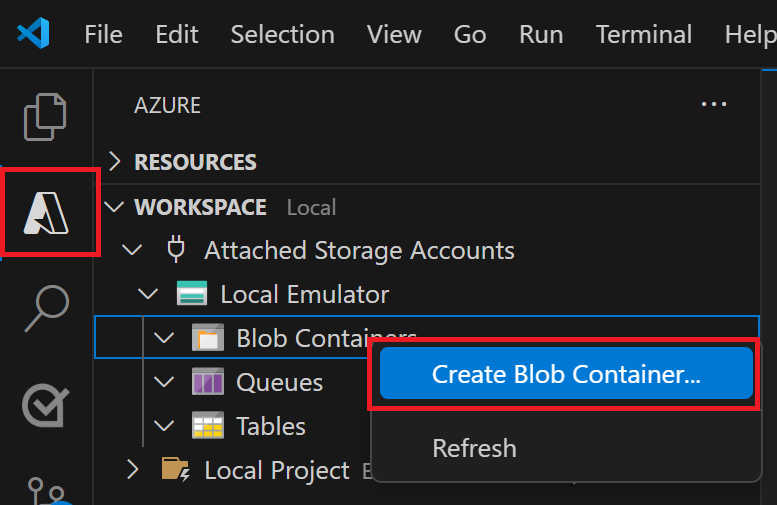 File Edit Selection View Go Run Terminal Help
AZURE
RESOURCES
WORKSPACE Local
Attached Storage Accounts
Local Emulator
Blob Containers
Create Blob Container...
Queues
Tables
Refresh
Local Project